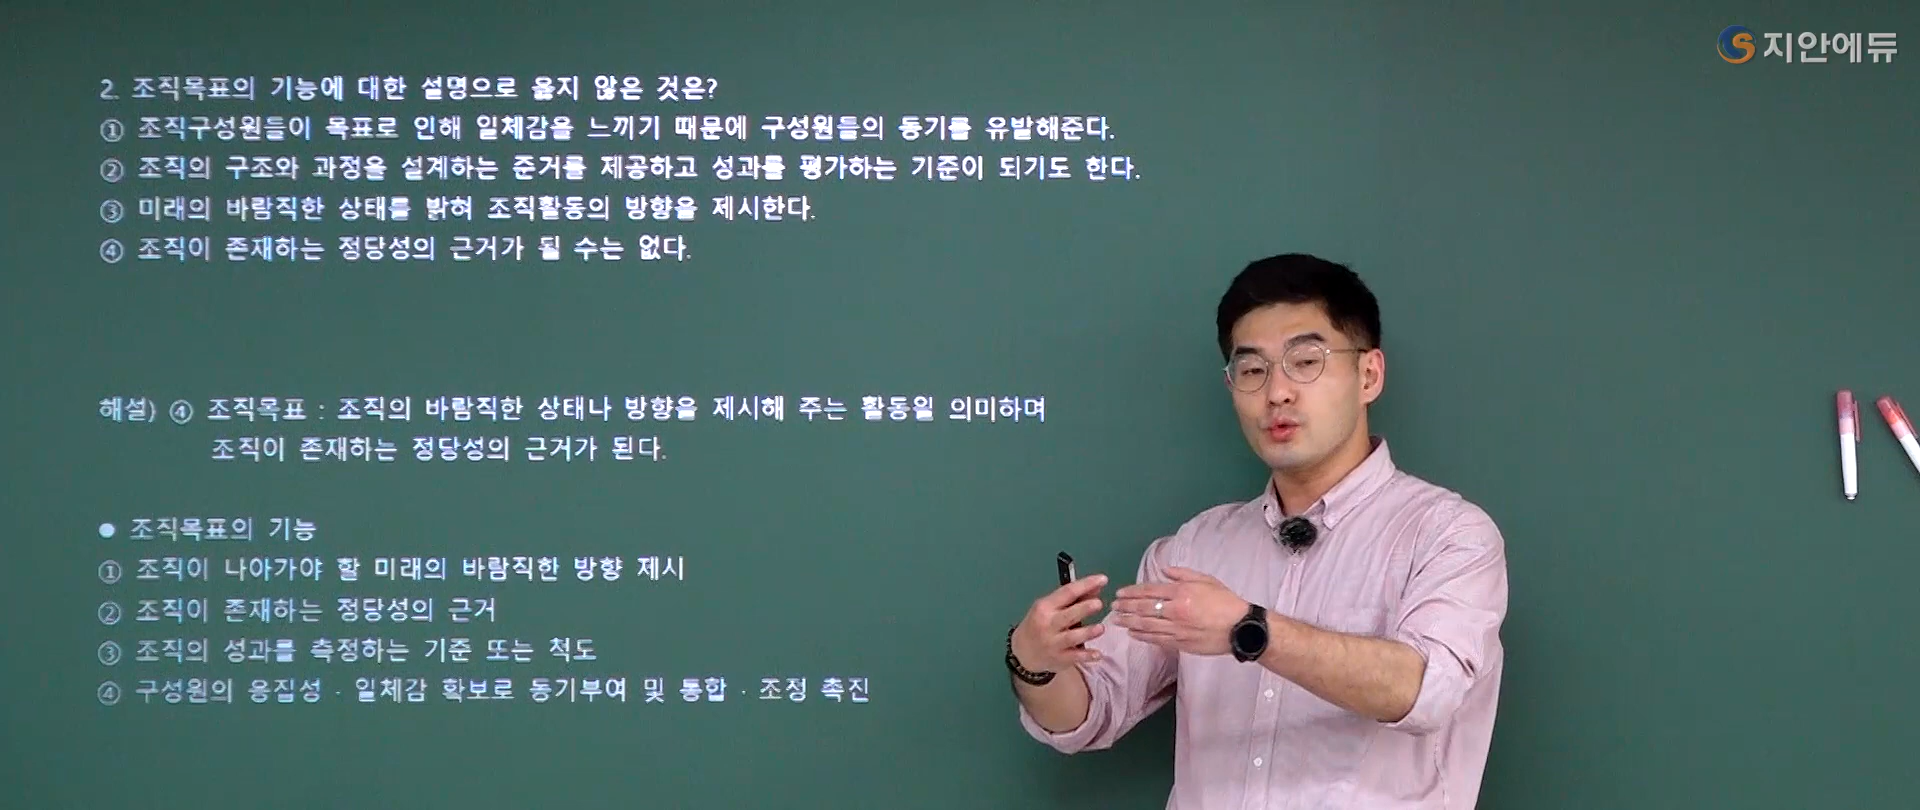 지안에듀
2. 조직목표의 기능에 대한 설명으로 옳지 않은 것은?
① 조직구성원들이 목표로 인해 일체감을 느끼기 때문에 구성원들의 동기를 유발해준다.
② 조직의 구조와 과정을 설계하는 준거를 제공하고 성과를 평가하는 기준이 되기도 한다.
③ 미래의 바람직한 상태를 밝혀 조직활동의 방향을 제시한다.
④ 조직이 존재하는 정당성의 근거가 될 수는 없다.
해설) ④ 조직목표 : 조직의 바람직한 상태나 방향을 제시해 주는 활동일 의미하며
조직이 존재하는 정당성의 근거가 된다.
● 조직목표의 기능
① 조직이 나아가야 할 미래의 바람직한 방향 제시
② 조직이 존재하는 정당성의 근거
③ 조직의 성과를 측정하는 기준 또는 척도
④ 구성원의 응집성 · 일체감 확보로 동기부여 및 통합 · 조정 촉진